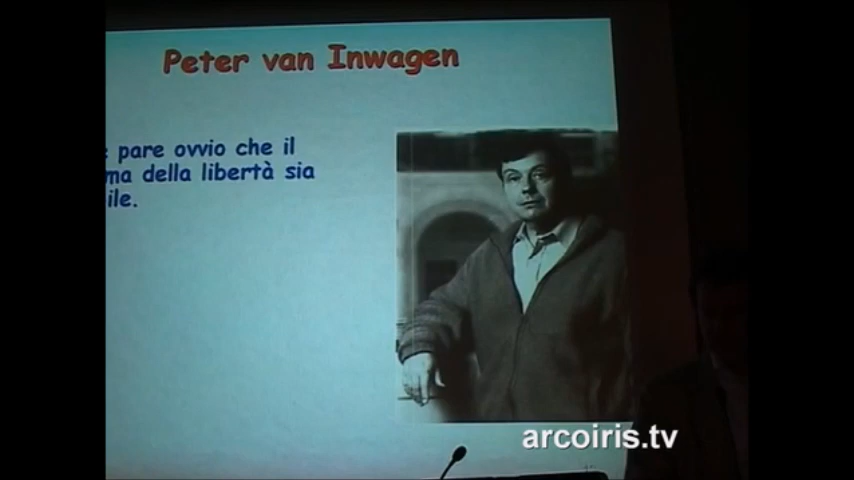 Peter van Inwagen
pare ovvio che il
ma della libertà sia
ile.
arcoiris.tv